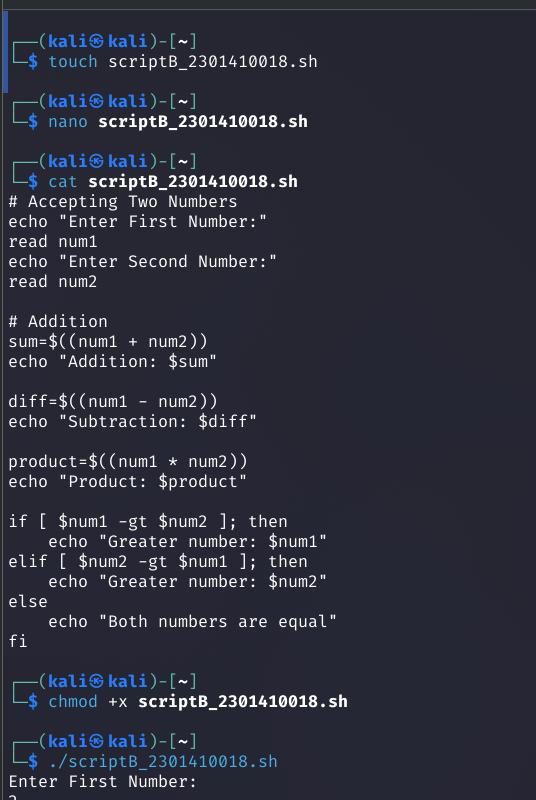 ┌──(kali㉿kali)-[~]
└─$ touch scriptB_2301410018.sh

┌──(kali㉿kali)-[~]
└─$ nano scriptB_2301410018.sh

┌──(kali㉿kali)-[~]
└─$ cat scriptB_2301410018.sh
# Accepting Two Numbers
echo "Enter First Number:"
read num1
echo "Enter Second Number:"
read num2

# Addition
sum=$((num1 + num2))
echo "Addition: $sum"

diff=$((num1 - num2))
echo "Subtraction: $diff"

product=$((num1 * num2))
echo "Product: $product"

if [ $num1 -gt $num2 ]; then
    echo "Greater number: $num1"
elif [ $num2 -gt $num1 ]; then
    echo "Greater number: $num2"
else
    echo "Both numbers are equal"
fi

┌──(kali㉿kali)-[~]
└─$ chmod +x scriptB_2301410018.sh

┌──(kali㉿kali)-[~]
└─$ ./scriptB_2301410018.sh
Enter First Number: